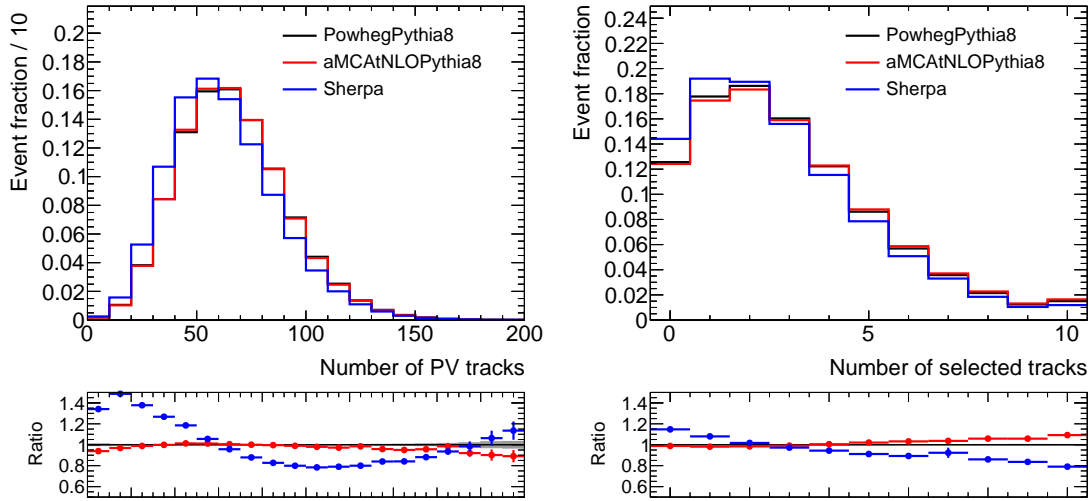 Event fraction / 10
0.2
0.18
0.16
0.14
0.12
0.1
0.08
0.06
0.04
0.02
0
PowhegPythia8
aMCAtNLOPythia8
Sherpa
0 50 100 150 200
Number of PV tracks
Ratio
1.4
1.2
1
0.8
0.6
Event fraction
0.24
0.22
0.2
0.18
0.16
0.14
0.12
0.1
0.08
0.06
0.04
0.02
0
PowhegPythia8
aMCAtNLOPythia8
Sherpa
0 5 10
Number of selected tracks
Ratio
1.4
1.2
1
0.8
0.6